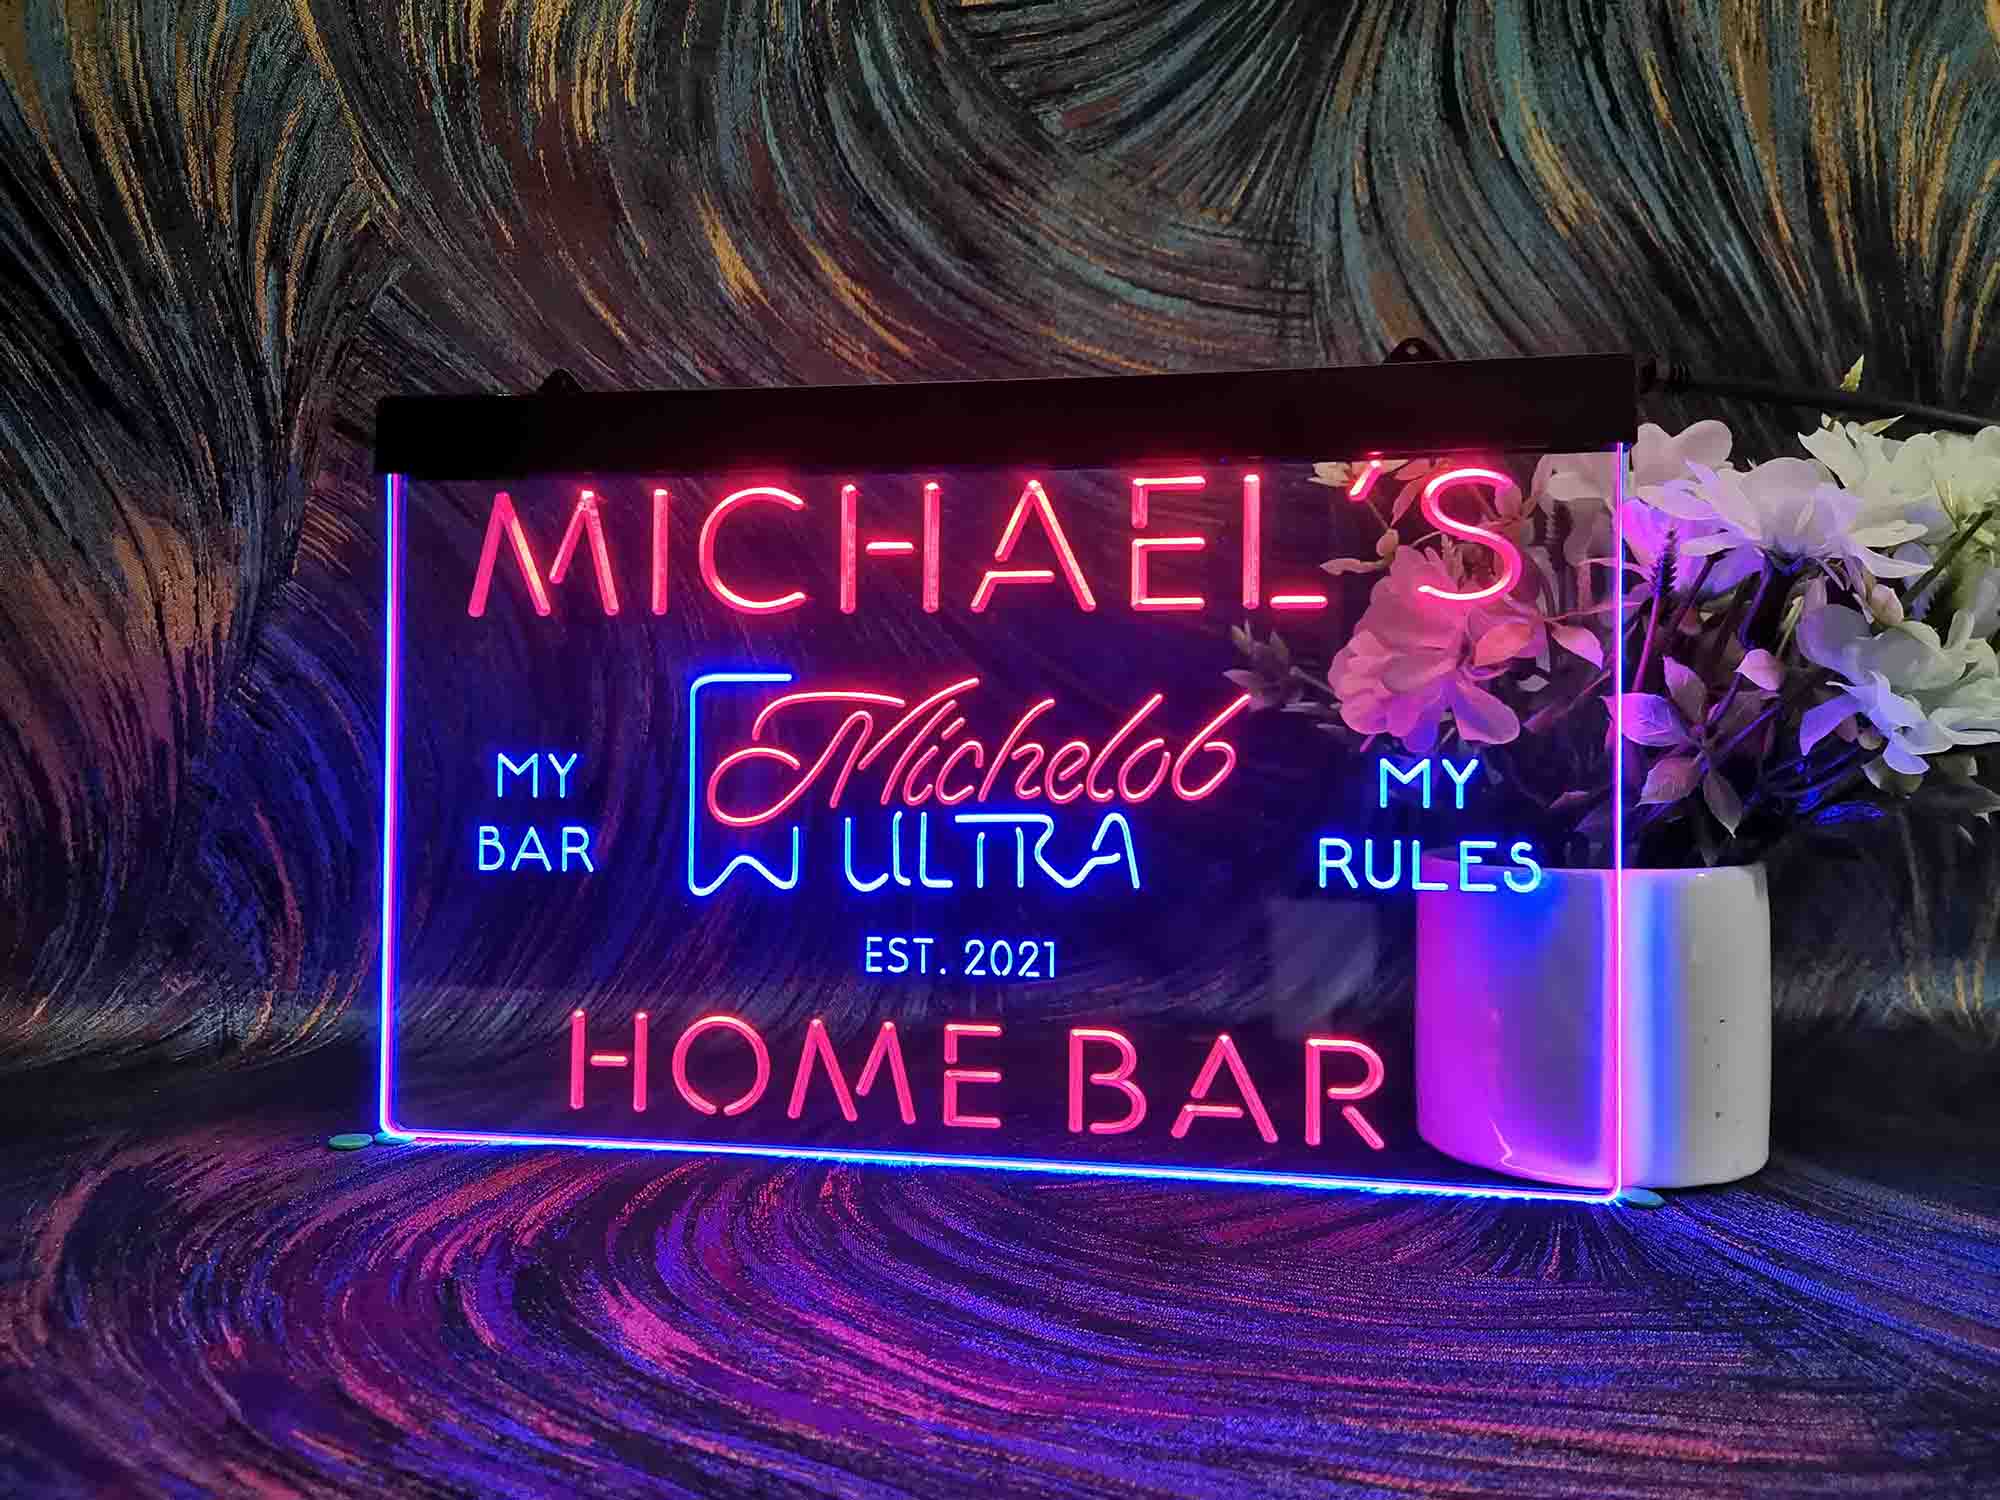 MICHAEL'S
Michelob
ULTRA
MY
BAR
MY
RULES
EST. 2021
HOME BAR